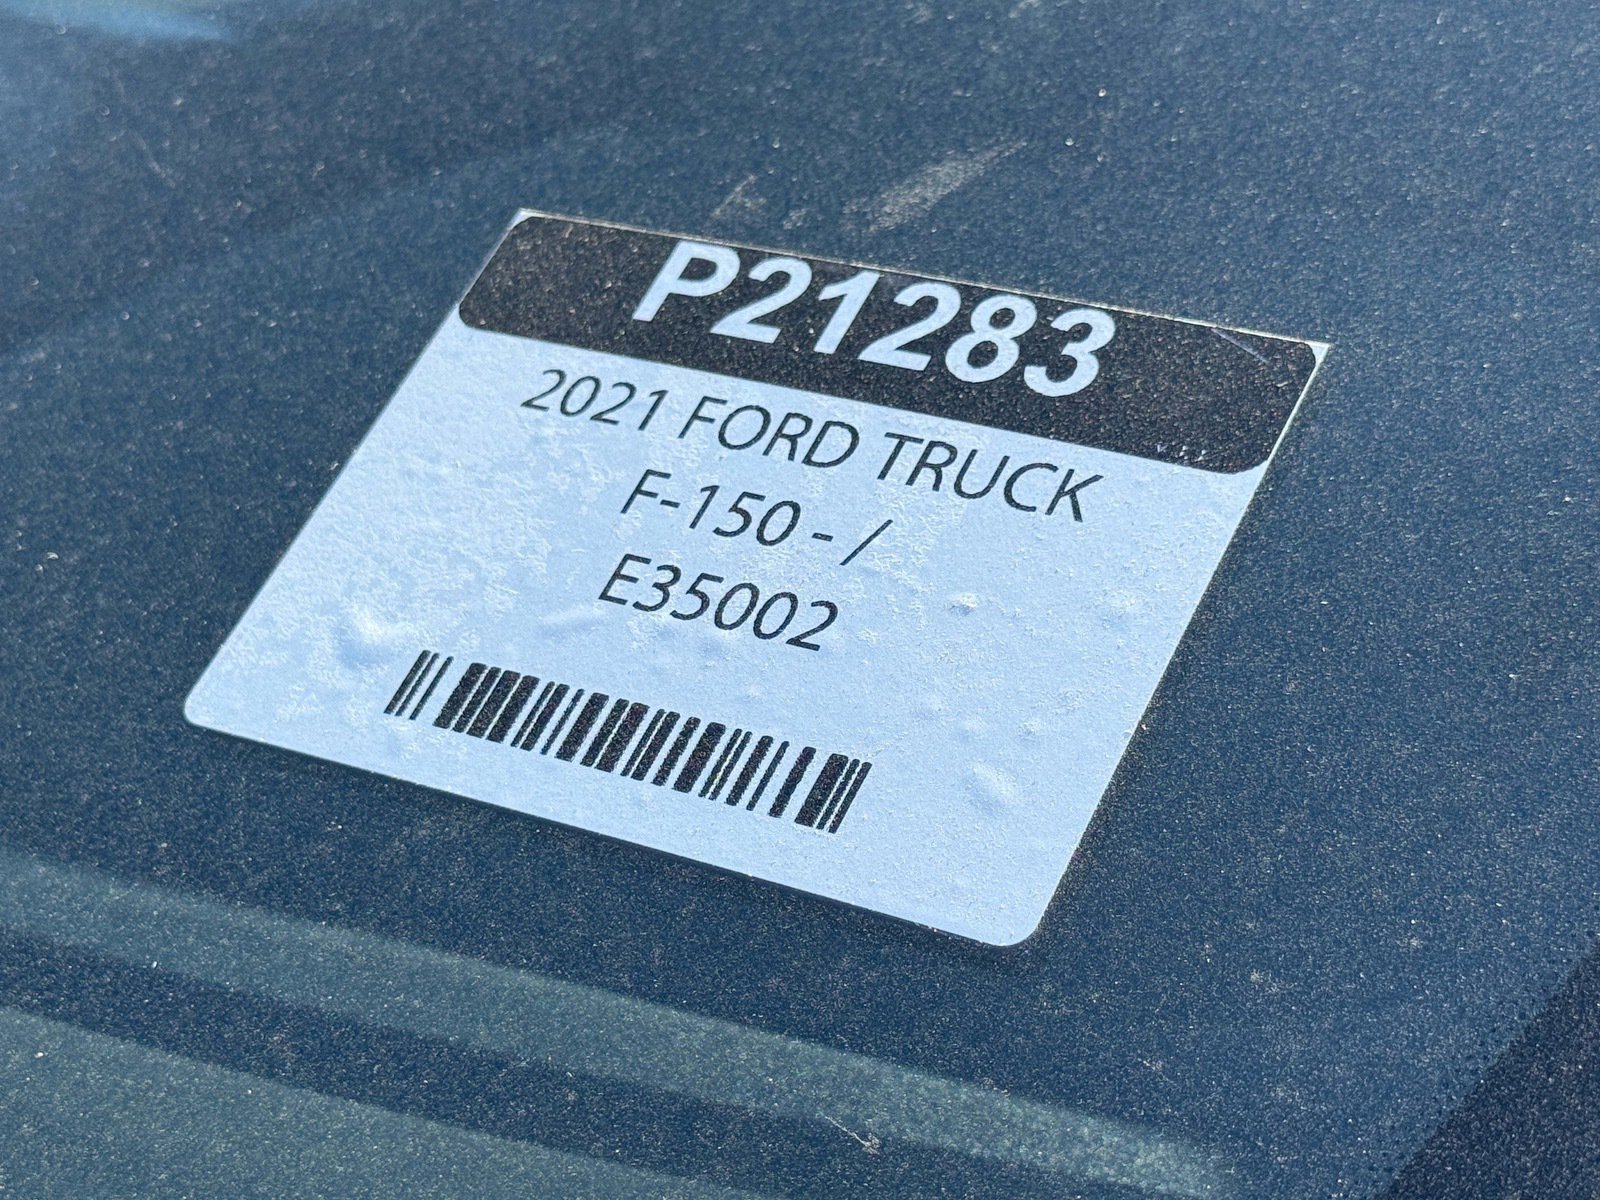 P21283
2021 FORD TRUCK
F-150 - /
E35002